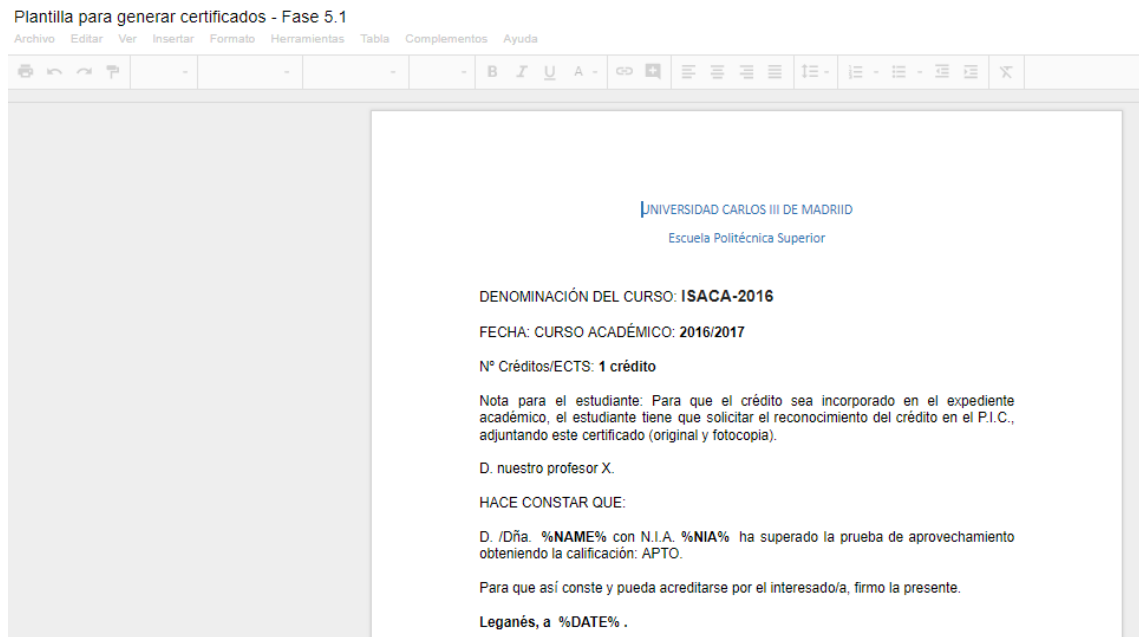 Plantilla para generar certificados - Fase 5.1
Archivo Editar Ver Insertar Formato Herramientas Tabla Complementos Ayuda
B I U A
UNIVERSIDAD CARLOS III DE MADRIID
Escuela Politécnica Superior
DENOMINACIÓN DEL CURSO: ISACA-2016
FECHA: CURSO ACADÉMICO: 2016/2017
Nº Créditos/ECTS: 1 crédito
Nota para el estudiante: Para que el crédito sea incorporado en el expediente
académico, el estudiante tiene que solicitar el reconocimiento del crédito en el P.I.C.,
adjuntando este certificado (original y fotocopia).
D. nuestro profesor X.
HACE CONSTAR QUE:
D. /Dña. %NAME% con N.I.A. %NIA% ha superado la prueba de aprovechamiento
obteniendo la calificación: APTO.
Para que así conste y pueda acreditarse por el interesado/a, firmo la presente.
Leganés, a %DATE% .